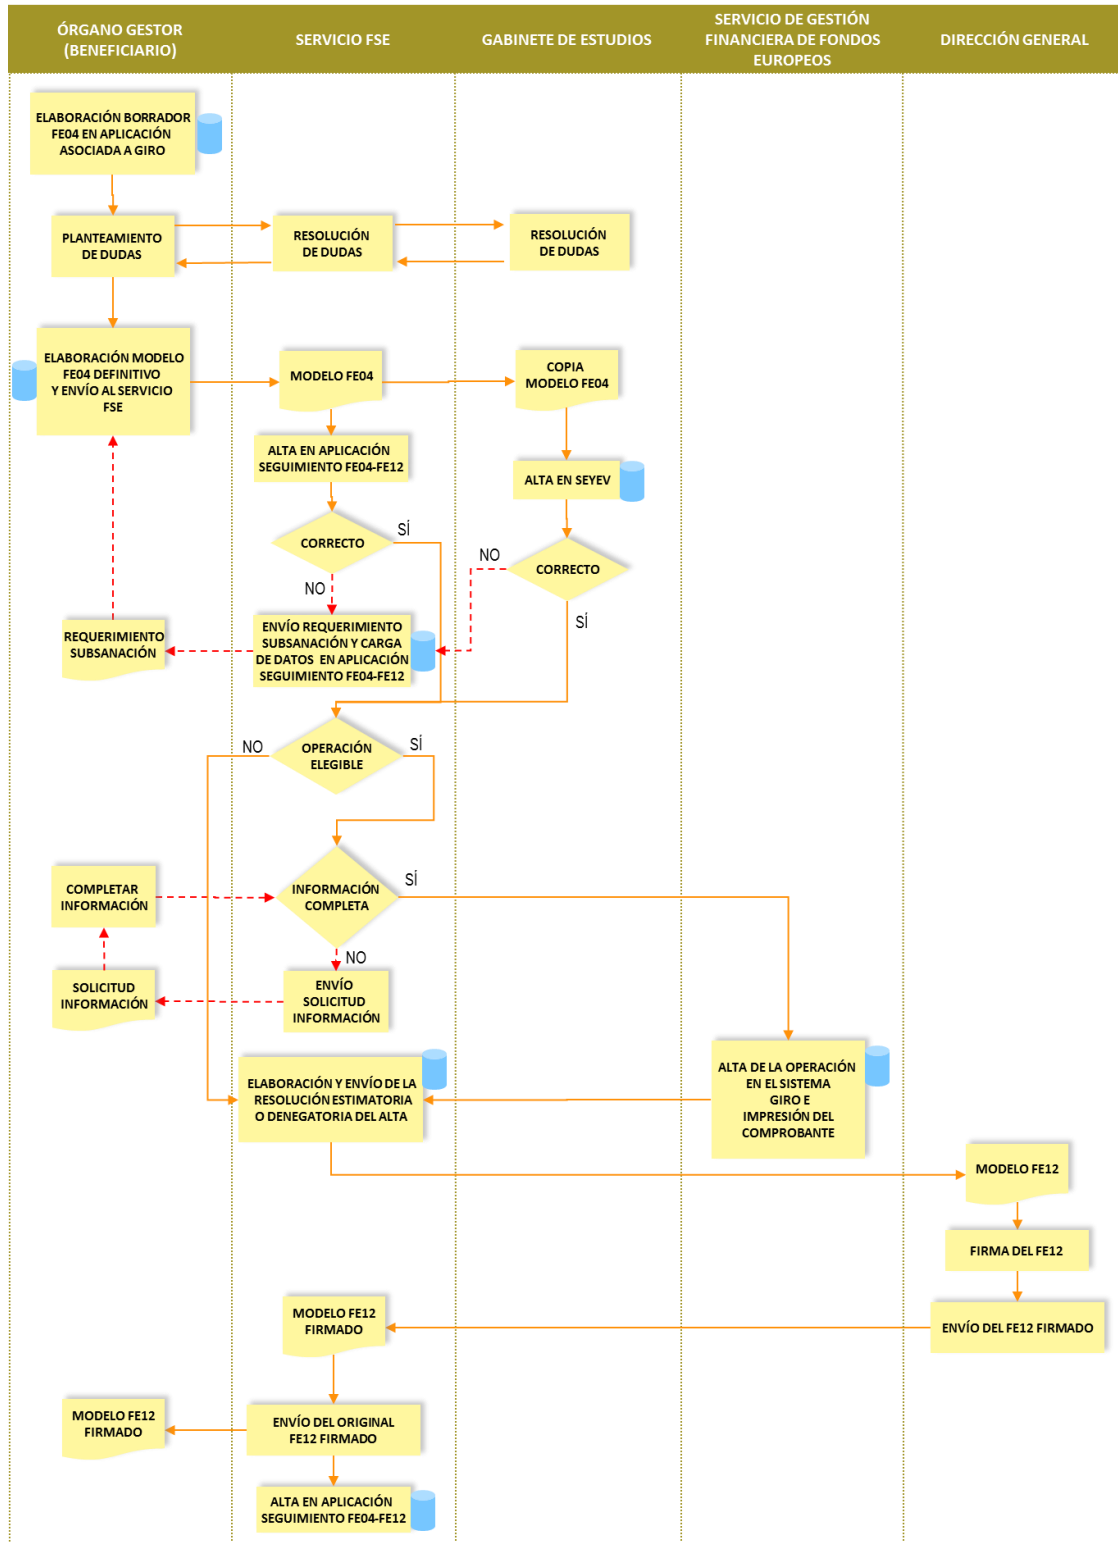 ÓRGANO GESTOR
(BENEFICIARIO)
SERVICIO FSE
GABINETE DE ESTUDIOS
SERVICIO DE GESTIÓN
FINANCIERA DE FONDOS
EUROPEOS
DIRECCIÓN GENERAL
ELABORACIÓN BORRADOR
FE04 EN APLICACIÓN
ASOCIADA A GIRO
PLANTEAMIENTO
DE DUDAS
RESOLUCIÓN
DE DUDAS
RESOLUCIÓN
DE DUDAS
ELABORACIÓN MODELO
FE04 DEFINITIVO
Y ENVÍO AL SERVICIO
FSE
MODELO FE04
COPIA
MODELO FE04
ALTA EN APLICACIÓN
SEGUIMIENTO FE04-FE12
ALTA EN SEYEV
CORRECTO
SÍ
NO
CORRECTO
NO
SÍ
REQUERIMIENTO
SUBSANACIÓN
ENVÍO REQUERIMIENTO
SUBSANACIÓN Y CARGA
DE DATOS EN APLICACIÓN
SEGUIMIENTO FE04-FE12
NO
OPERACIÓN
ELEGIBLE
SÍ
COMPLETAR
INFORMACIÓN
INFORMACIÓN
COMPLETA
SÍ
NO
SOLICITUD
INFORMACIÓN
ENVÍO
SOLICITUD
INFORMACIÓN
ELABORACIÓN Y ENVÍO DE LA
RESOLUCIÓN ESTIMATORIA
O DENEGATORIA DEL ALTA
ALTA DE LA OPERACIÓN
EN EL SISTEMA
GIRO E
IMPRESIÓN DEL
COMPROBANTE
MODELO FE12
FIRMA DEL FE12
ENVÍO DEL FE12 FIRMADO
MODELO FE12
FIRMADO
MODELO FE12
FIRMADO
ENVÍO DEL ORIGINAL
FE12 FIRMADO
ALTA EN APLICACIÓN
SEGUIMIENTO FE04-FE12